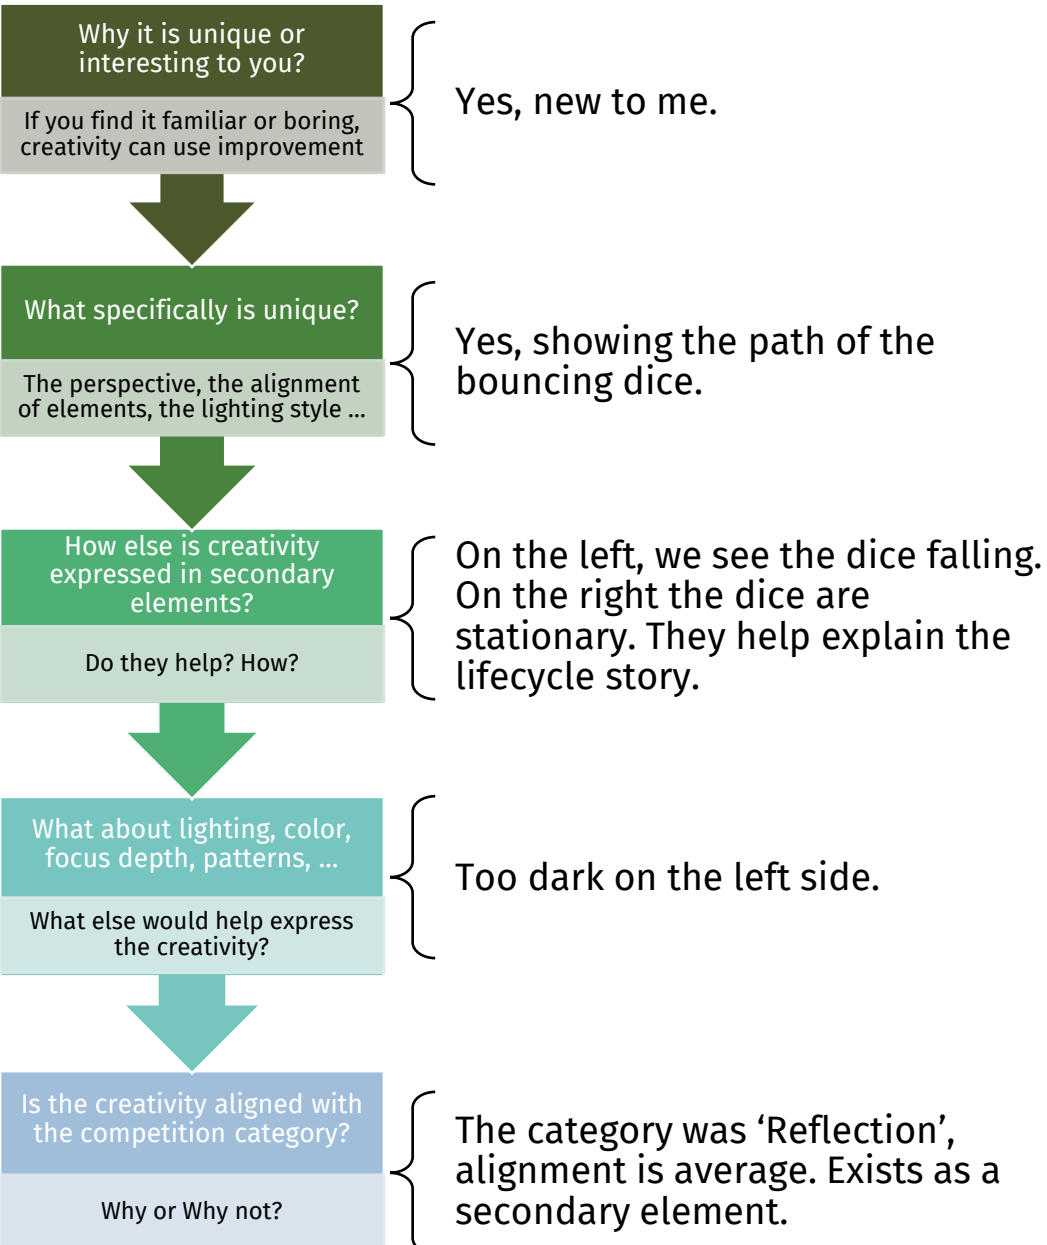 Why it is unique or
interesting to you?
If you find it familiar or boring,
creativity can use improvement
Yes, new to me.
What specifically is unique?
The perspective, the alignment
of elements, the lighting style ...
Yes, showing the path of the
bouncing dice.
How else is creativity
expressed in secondary
elements?
Do they help? How?
On the left, we see the dice falling.
On the right the dice are
stationary. They help explain the
lifecycle story.
What about lighting, color,
focus depth, patterns, ...
What else would help express
the creativity?
Too dark on the left side.
Is the creativity aligned with
the competition category?
Why or Why not?
The category was ‘Reflection’,
alignment is average. Exists as a
secondary element.